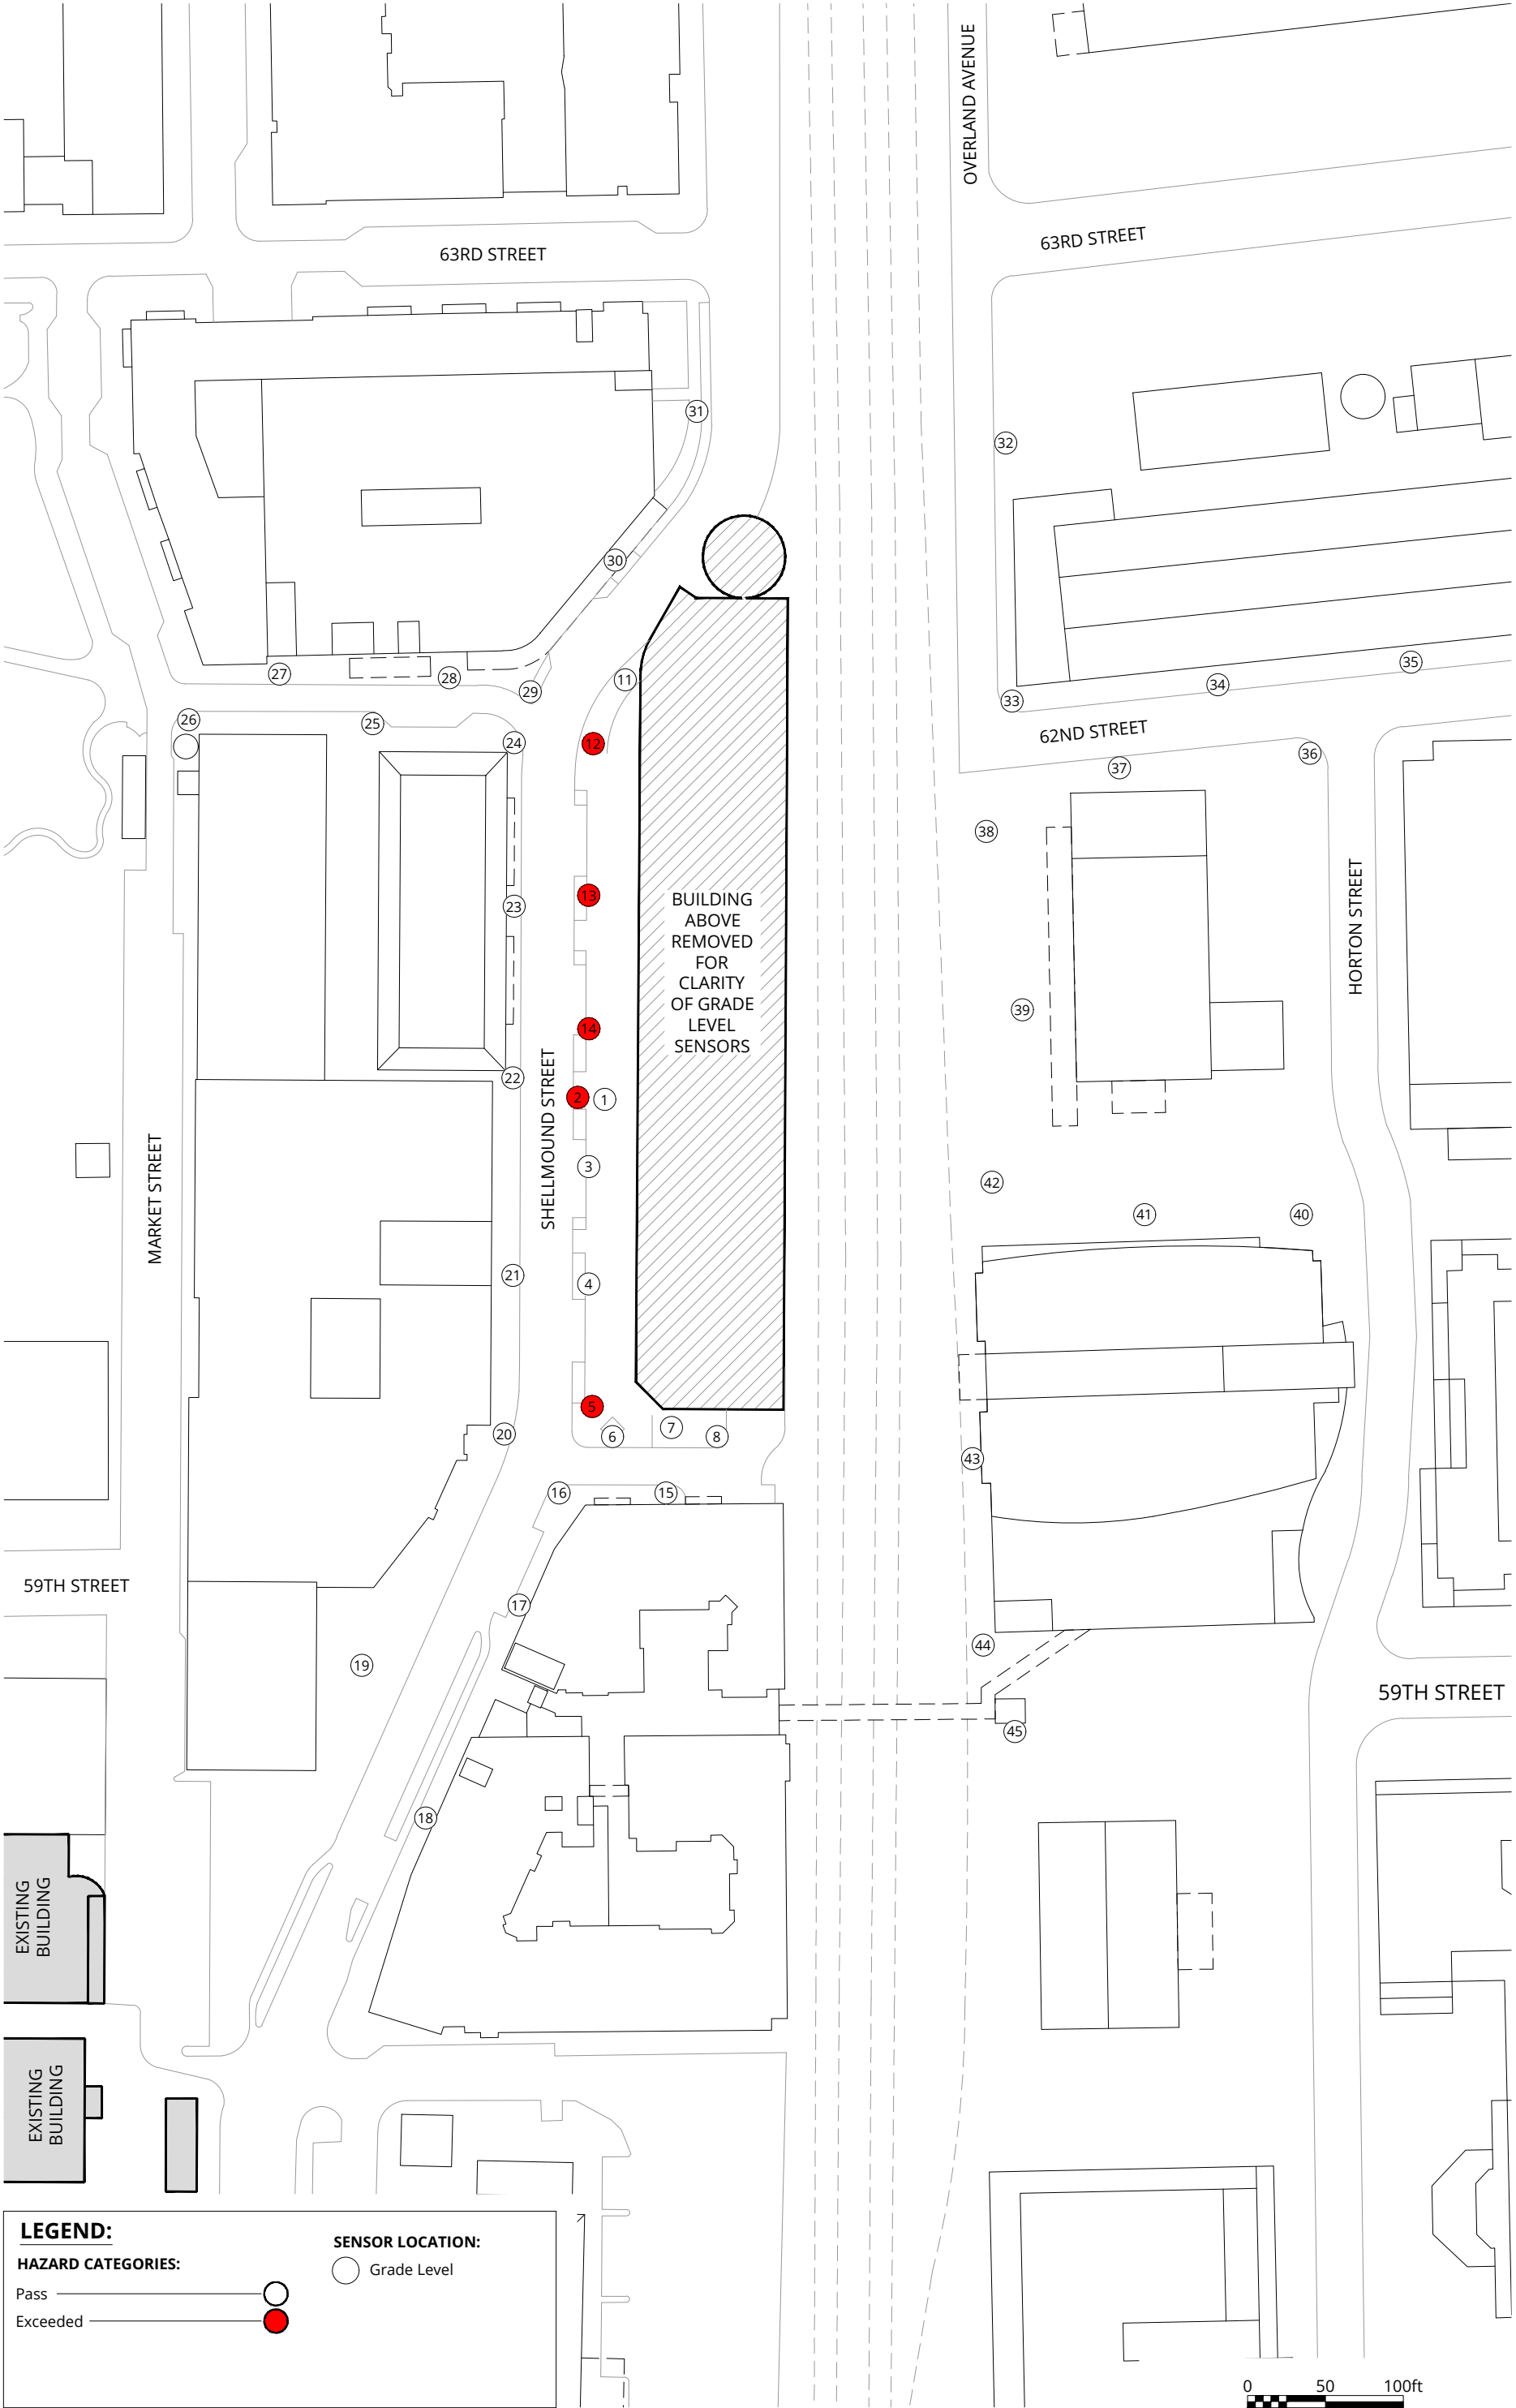 OVERLAND AVENUE
63RD STREET
63RD STREET
31
32
30
27
28
29
11
33
34
35
26
25
24
12
62ND STREET
36
37
38
23
13
BUILDING
ABOVE
REMOVED
FOR
CLARITY
OF GRADE
LEVEL
SENSORS
HORTON STREET
39
14
22
2
1
SHELLMOUND STREET
MARKET STREET
3
42
41
40
21
4
5
6
7
8
20
43
16
15
59TH STREET
17
44
19
59TH STREET
45
18
EXISTING
BUILDING
EXISTING
BUILDING
LEGEND:
HAZARD CATEGORIES:
Pass
Exceeded
SENSOR LOCATION:
Grade Level
0 50 100ft